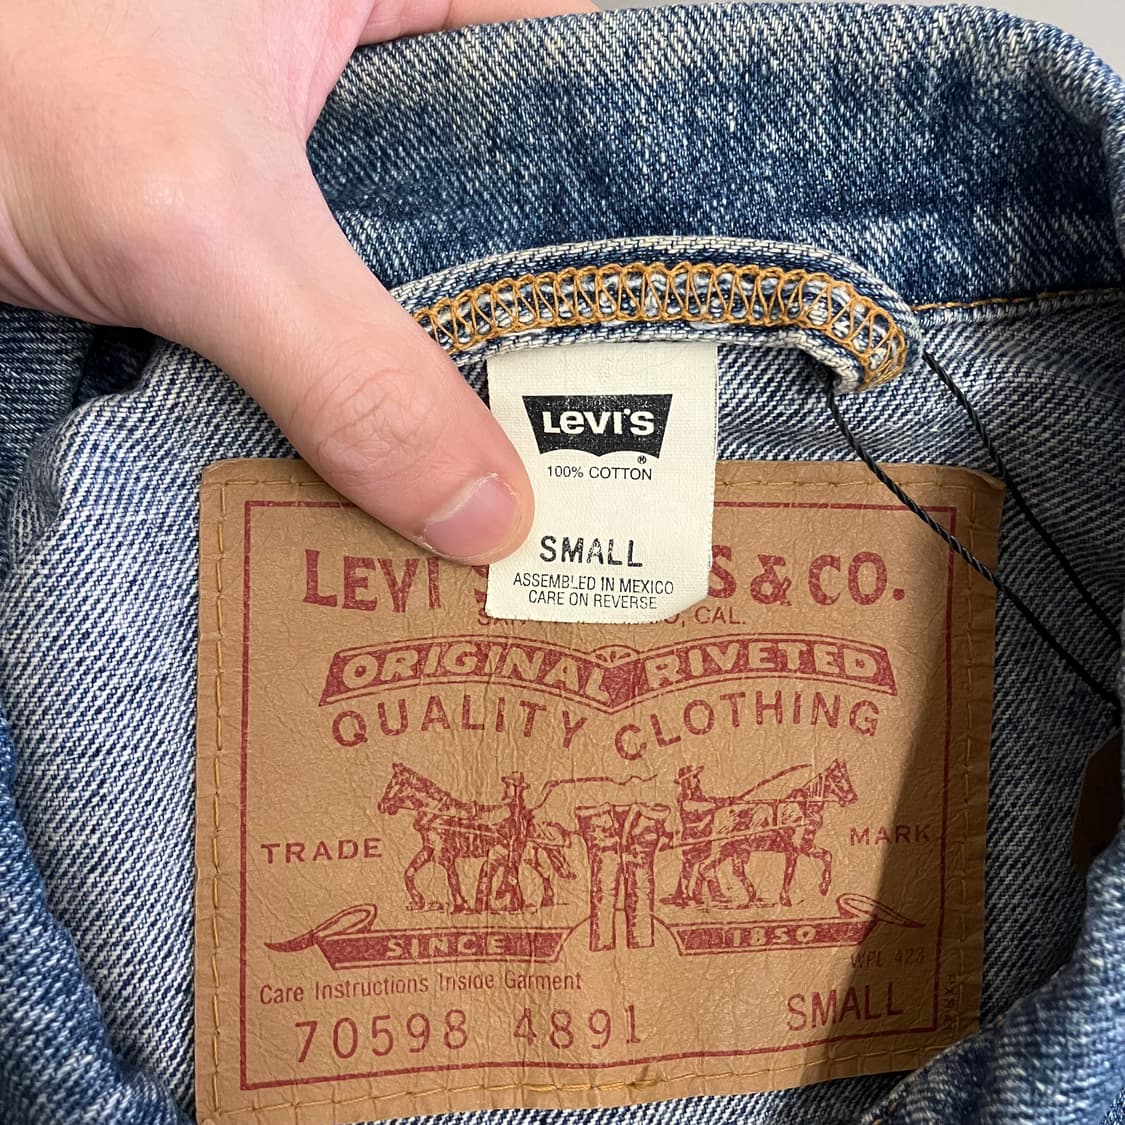 LEVI'S
®
100% COTTON
SMALL
ASSEMBLED IN MEXICO
CARE ON REVERSE
LEVI S & CO.
CAL.
ORIGINAL RIVETED
QUALITY CLOTHING
TRADE MARK
SINCE 1850
WPL 423
Care Instructions Inside Garment
70598 4891 SMALL